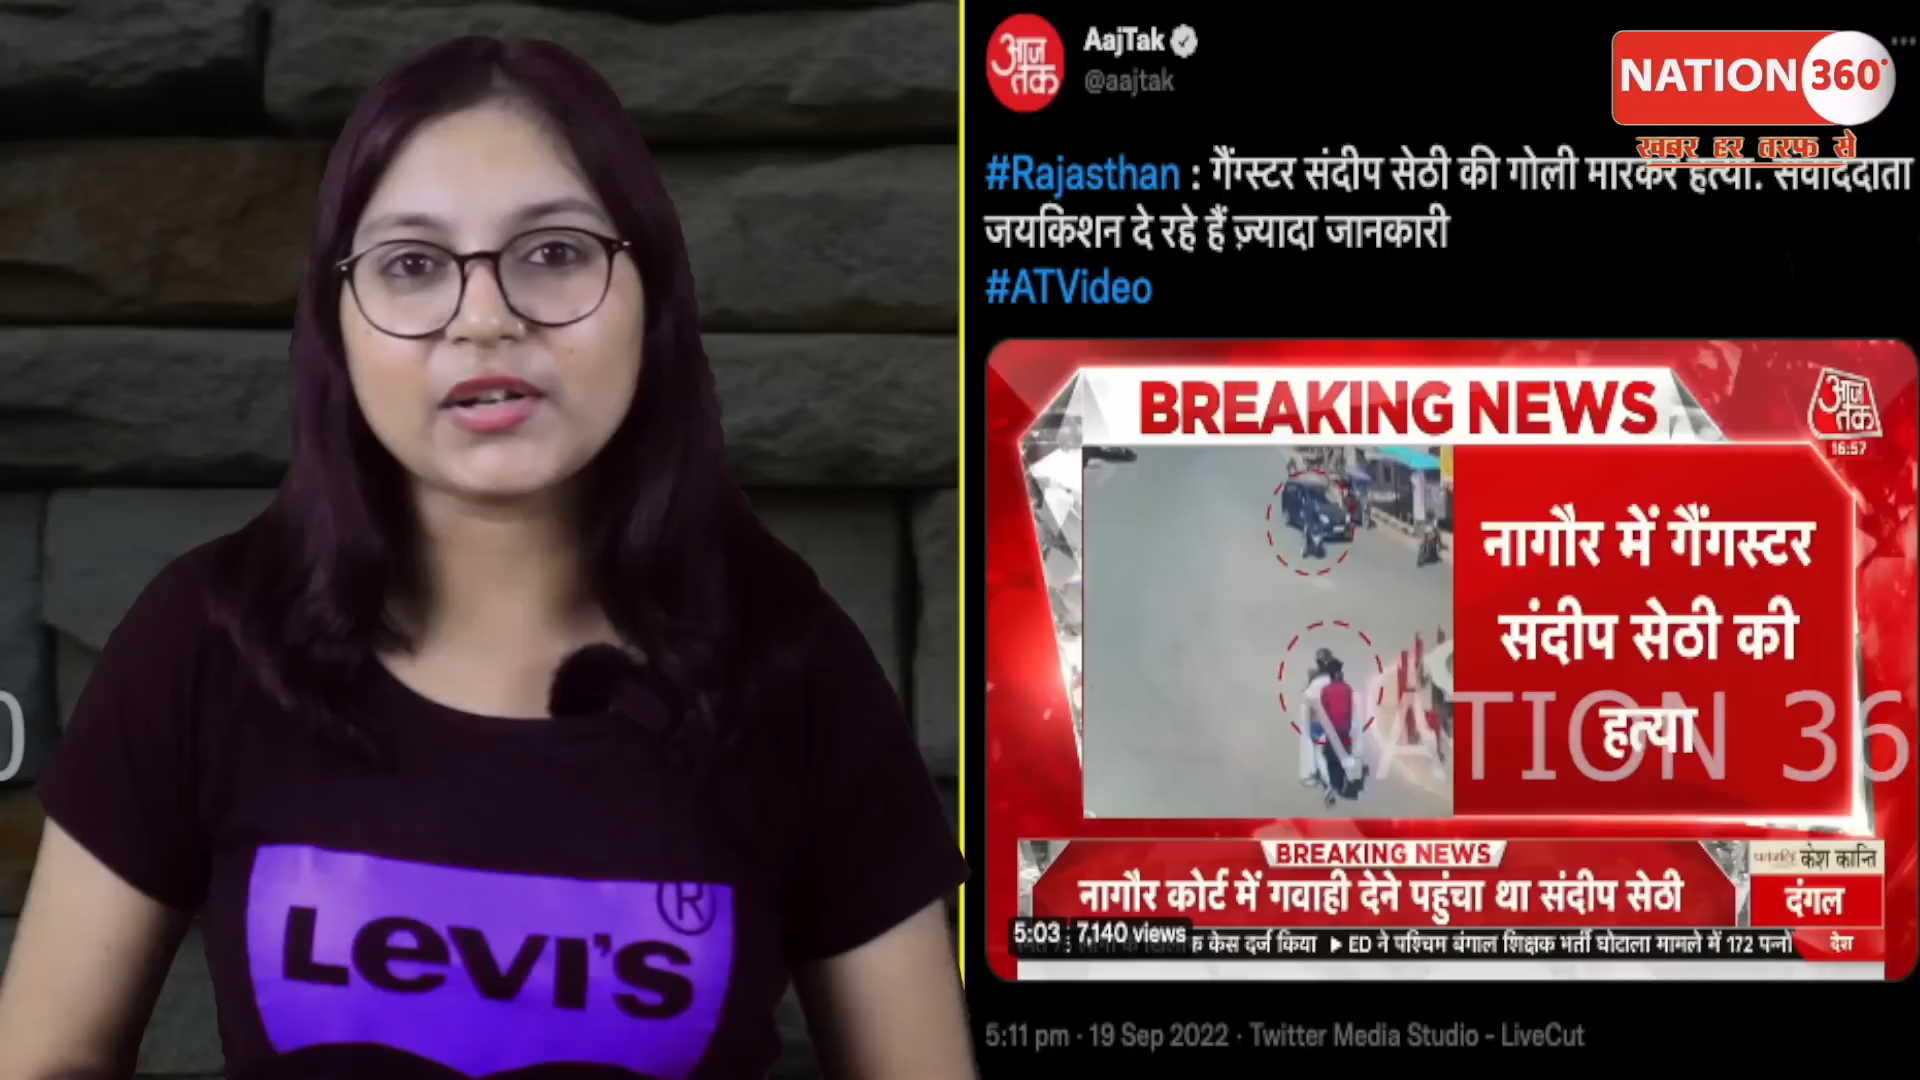 AajTak
@aajtak
NATION 360°
खबर हर तरफ से
#Rajasthan : गैंग्स्टर संदीप सेठी की गोली मारकर हत्या. संवाददाता
जयकिशन दे रहे हैं ज़्यादा जानकारी
#ATVideo
BREAKING NEWS
आज तक
16:57
नागौर में गैंगस्टर
संदीप सेठी की
हत्या
NATION 36
0
BREAKING NEWS
नागौर कोर्ट में गवाही देने पहुंचा था संदीप सेठी
केश कान्ति
दंगल
5:03 7,140 views
केस दर्ज किया ▶ ED ने पश्चिम बंगाल शिक्षक भर्ती घोटाला मामले में 172 पन्नों
देश
5:11 pm · 19 Sep 2022 · Twitter Media Studio - LiveCut
LEVI'S
®